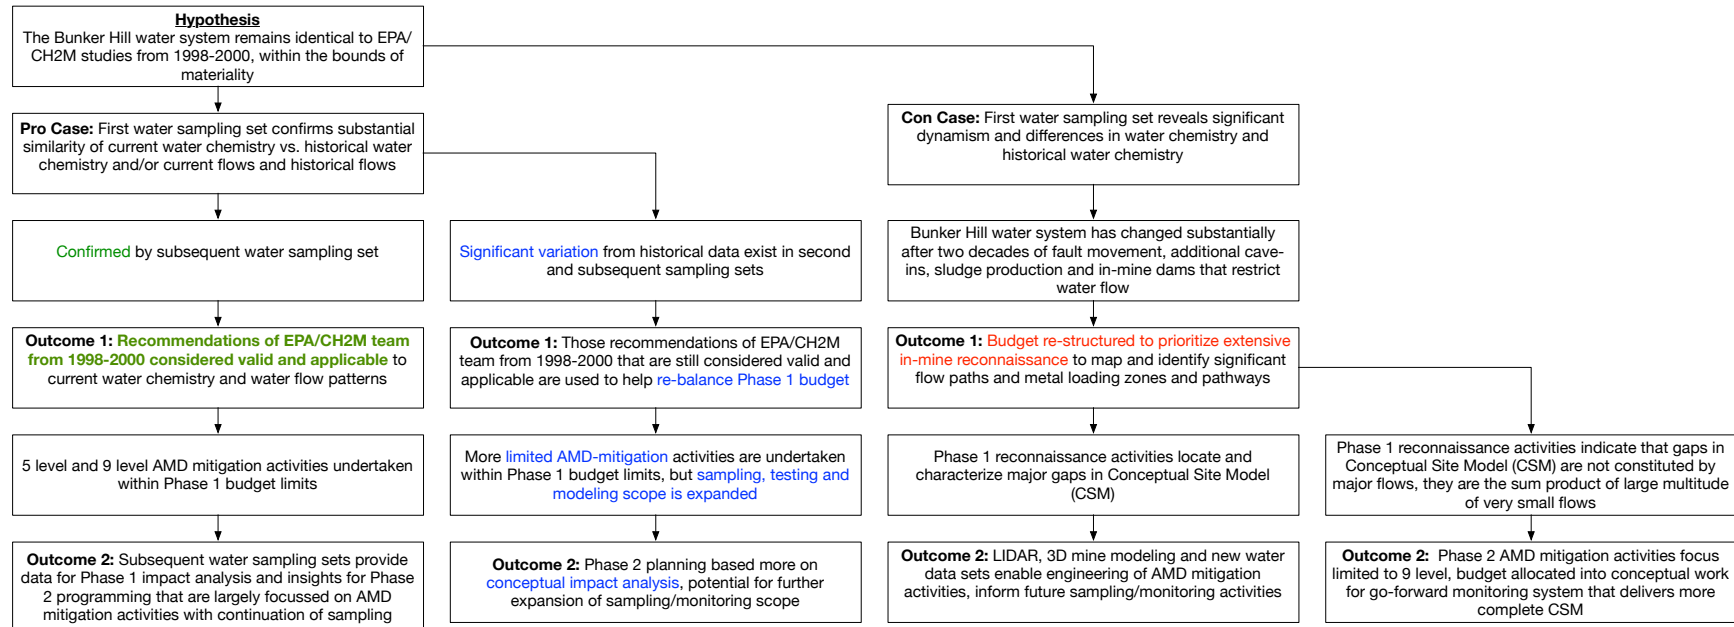 Hypothesis
The Bunker Hill water system remains identical to EPA/
CH2M studies from 1998-2000, within the bounds of
materiality
Pro Case: First water sampling set confirms substantial
similarity of current water chemistry vs. historical water
chemistry and/or current flows and historical flows
Con Case: First water sampling set reveals significant
dynamism and differences in water chemistry and
historical water chemistry
Confirmed by subsequent water sampling set
Significant variation from historical data exist in second
and subsequent sampling sets
Bunker Hill water system has changed substantially
after two decades of fault movement, additional cave-
ins, sludge production and in-mine dams that restrict
water flow
Outcome 1: Recommendations of EPA/CH2M team
from 1998-2000 considered valid and applicable to
current water chemistry and water flow patterns
Outcome 1: Those recommendations of EPA/CH2M
team from 1998-2000 that are still considered valid and
applicable are used to help re-balance Phase 1 budget
Outcome 1: Budget re-structured to prioritize extensive
in-mine reconnaissance to map and identify significant
flow paths and metal loading zones and pathways
5 level and 9 level AMD mitigation activities undertaken
within Phase 1 budget limits
More limited AMD-mitigation activities are undertaken
within Phase 1 budget limits, but sampling, testing and
modeling scope is expanded
Phase 1 reconnaissance activities locate and
characterize major gaps in Conceptual Site Model
(CSM)
Phase 1 reconnaissance activities indicate that gaps in
Conceptual Site Model (CSM) are not constituted by
major flows, they are the sum product of large multitude
of very small flows
Outcome 2: Subsequent water sampling sets provide
data for Phase 1 impact analysis and insights for Phase
2 programming that are largely focussed on AMD
mitigation activities with continuation of sampling
Outcome 2: Phase 2 planning based more on
conceptual impact analysis, potential for further
expansion of sampling/monitoring scope
Outcome 2: LIDAR, 3D mine modeling and new water
data sets enable engineering of AMD mitigation
activities, inform future sampling/monitoring activities
Outcome 2: Phase 2 AMD mitigation activities focus
limited to 9 level, budget allocated into conceptual work
for go-forward monitoring system that delivers more
complete CSM